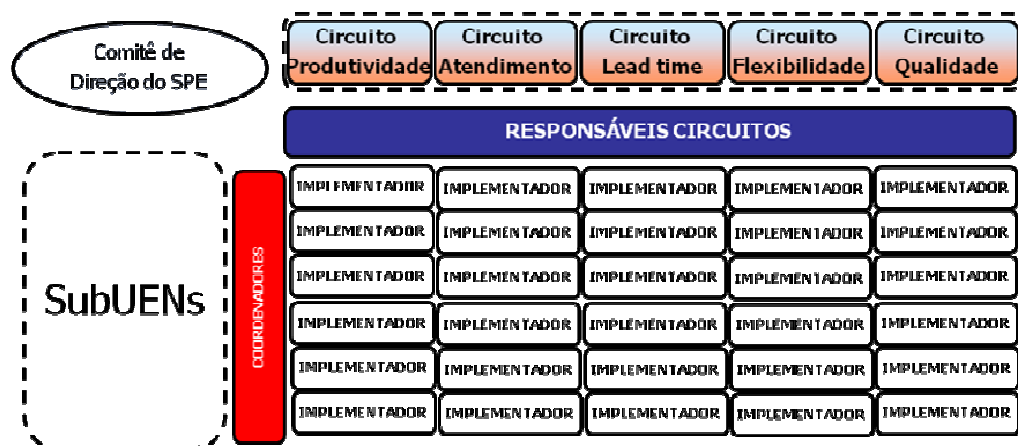 Comitê de
Direção do SPE
Circuito Circuito Circuito Circuito Circuito
Produtividade Atendimento Lead time Flexibilidade Qualidade
RESPONSÁVEIS CIRCUITOS
SubUENs
COORDENADORES
IMPLEMENTADOR IMPLEMENTADOR IMPLEMENTADOR IMPLEMENTADOR IMPLEMENTADOR
IMPLEMENTADOR IMPLEMENTADOR IMPLEMENTADOR IMPLEMENTADOR IMPLEMENTADOR
IMPLEMENTADOR IMPLEMENTADOR IMPLEMENTADOR IMPLEMENTADOR IMPLEMENTADOR
IMPLEMENTADOR IMPLEMENTADOR IMPLEMENTADOR IMPLEMENTADOR IMPLEMENTADOR
IMPLEMENTADOR IMPLEMENTADOR IMPLEMENTADOR IMPLEMENTADOR IMPLEMENTADOR
IMPLEMENTADOR IMPLEMENTADOR IMPLEMENTADOR IMPLEMENTADOR IMPLEMENTADOR